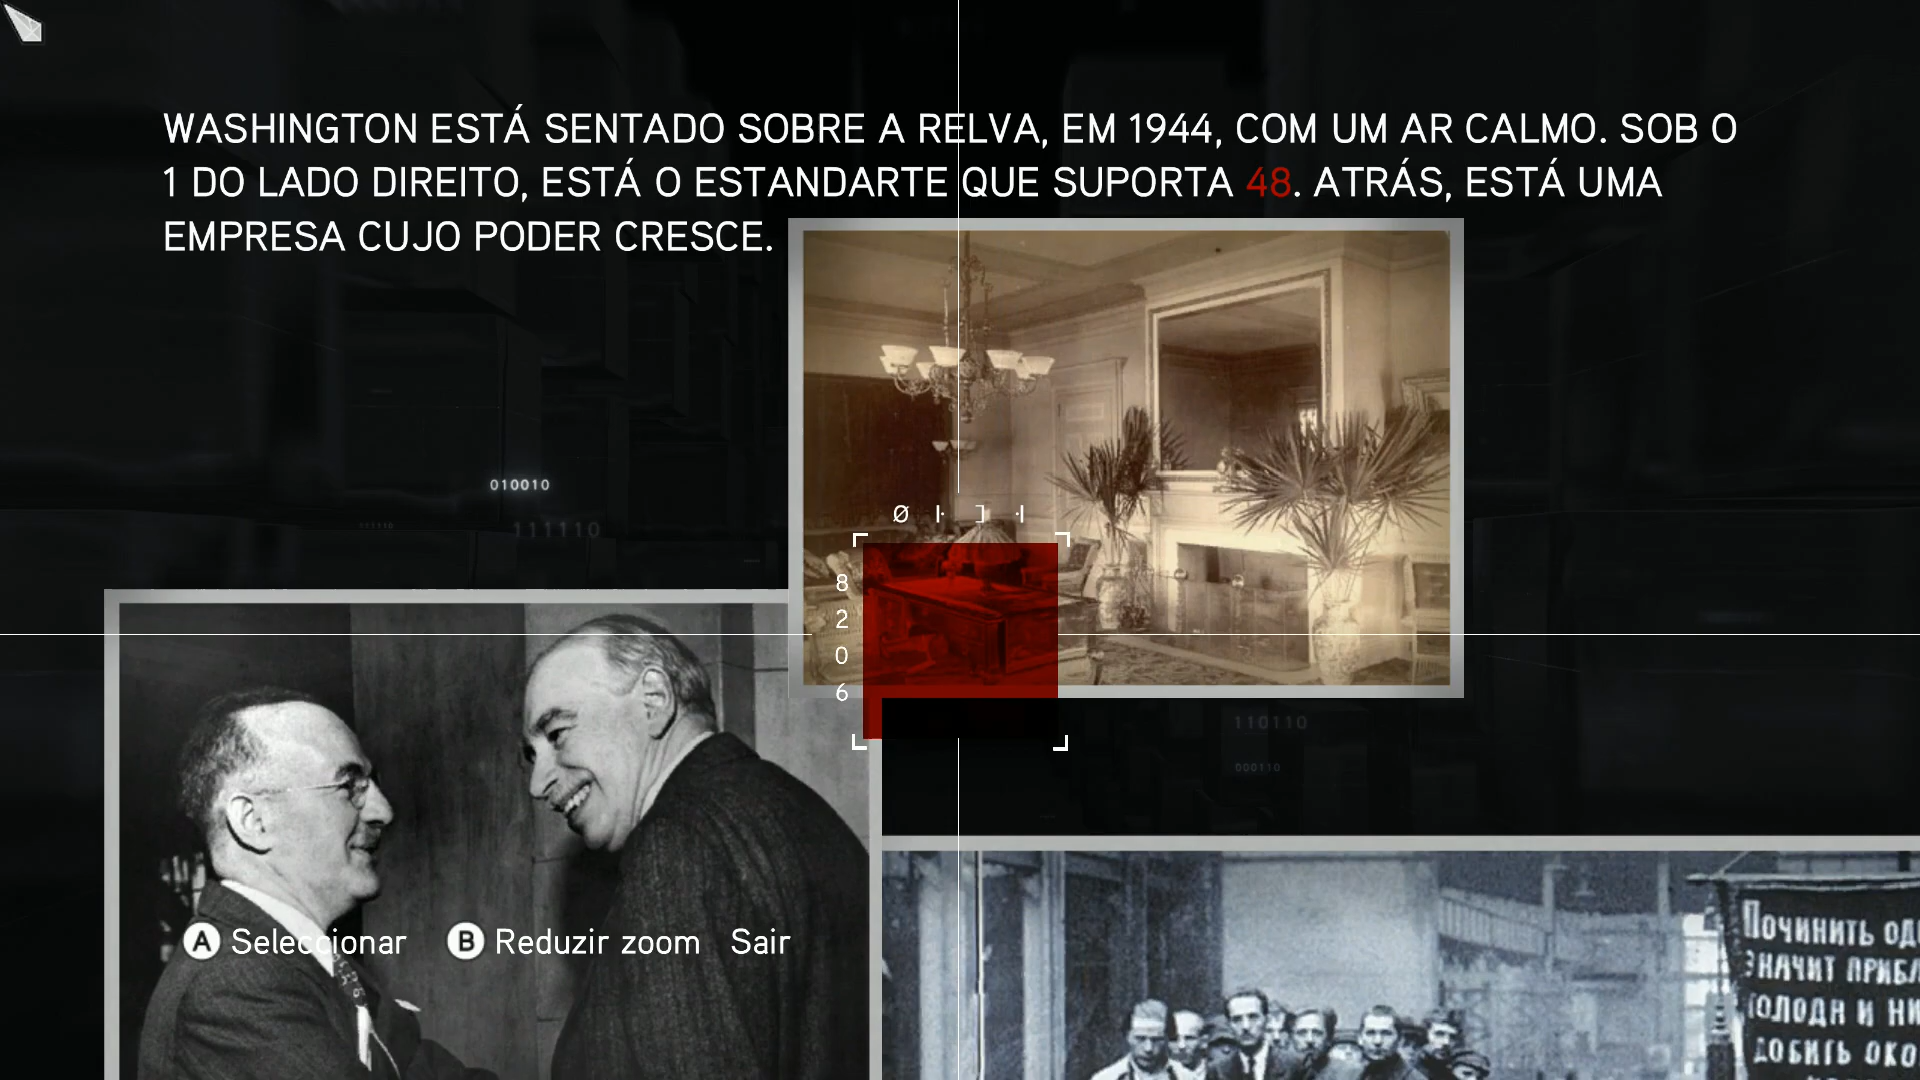 WASHINGTON ESTÁ SENTADO SOBRE A RELVA, EM 1944, COM UM AR CALMO. SOB O
1 DO LADO DIREITO, ESTÁ O ESTANDARTE QUE SUPORTA 48. ATRÁS, ESTÁ UMA
EMPRESA CUJO PODER CRESCE.
010010
111110
8
2
0
6
110110
000110
A Seleccionar B Reduzir zoom Sair
ПОЧИНИТЬ
ЗНАЧИТ
И